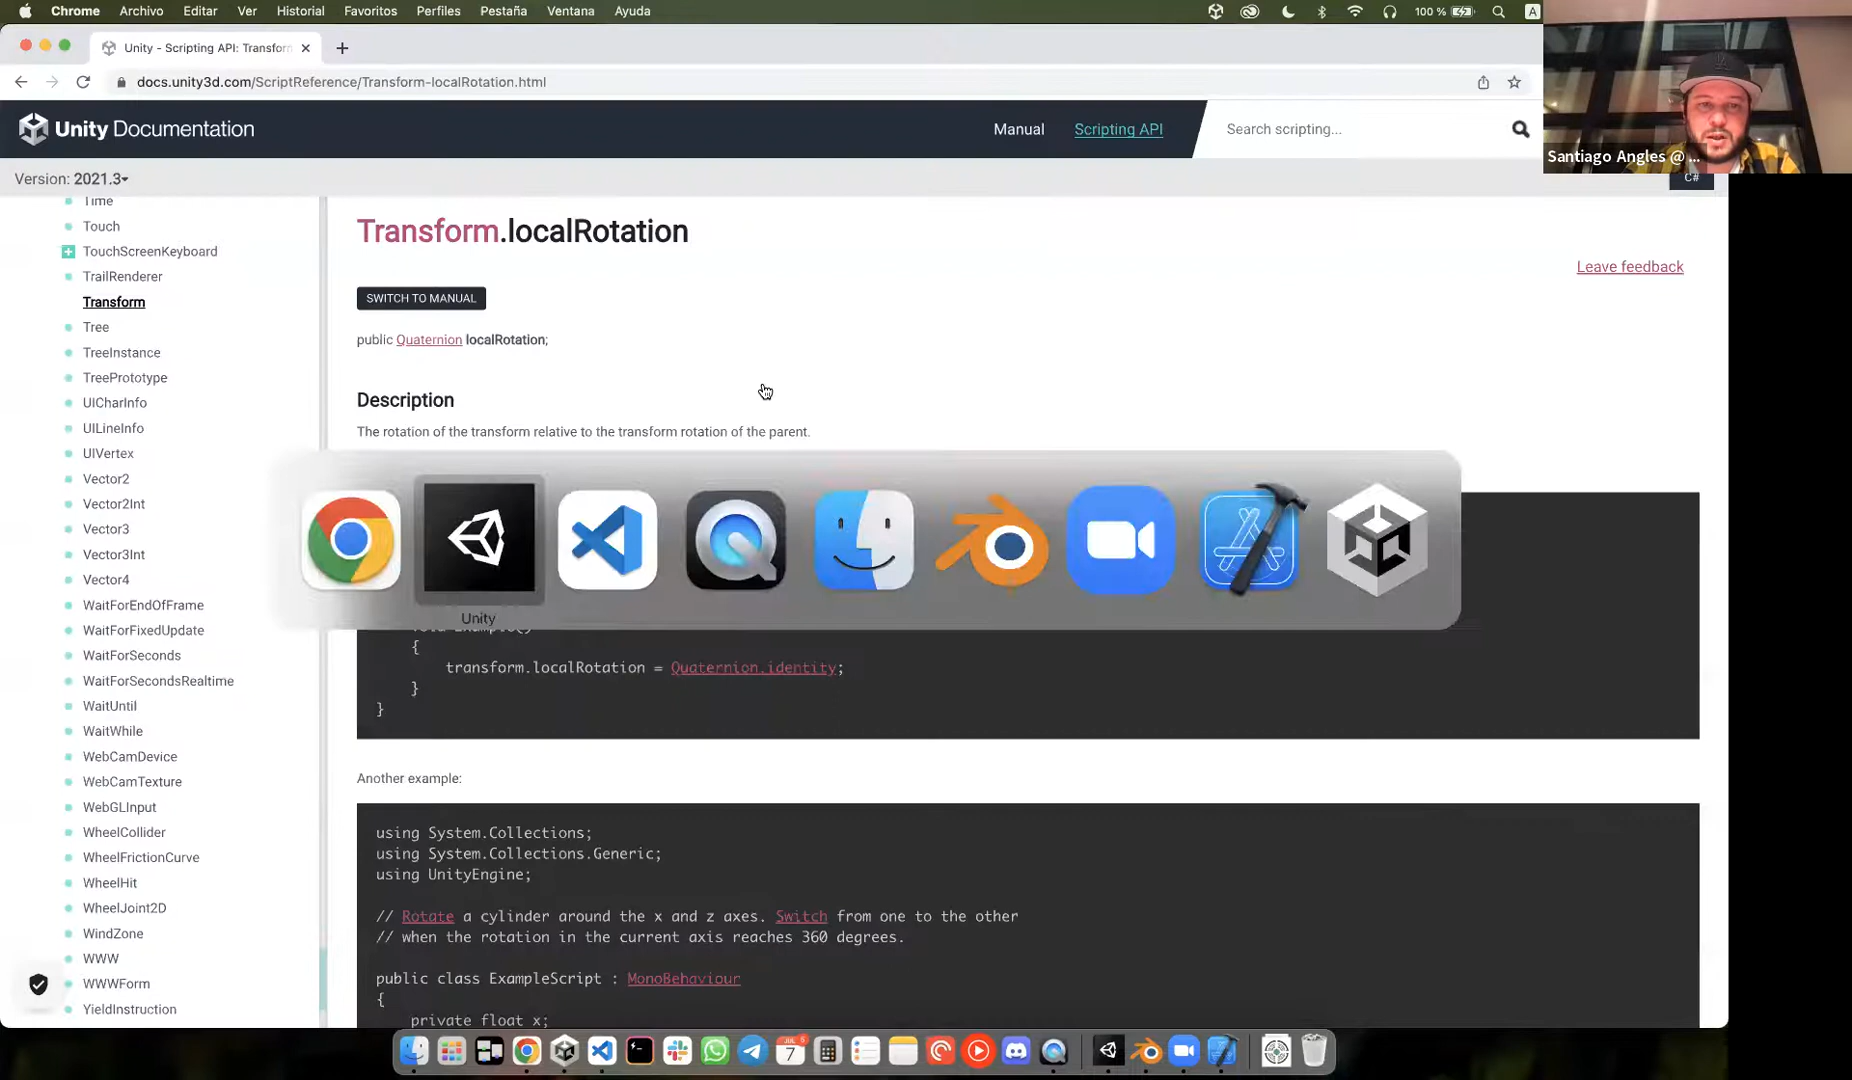 Chrome Archivo Editar Ver Historial Favoritos Perfiles Pestaña Ventana Ayuda 100 % A
Unity - Scripting API: Transform
docs.unity3d.com/ScriptReference/Transform-localRotation.html
Unity Documentation
Manual
Scripting API
Search scripting...
Santiago Angles @ ...
Version: 2021.3
C#
Time
Touch
TouchScreenKeyboard
TrailRenderer
Transform
Tree
TreeInstance
TreePrototype
UICharInfo
UILineInfo
UIVertex
Vector2
Vector2Int
Vector3
Vector3Int
Vector4
WaitForEndOfFrame
WaitForFixedUpdate
WaitForSeconds
WaitForSecondsRealtime
WaitUntil
WaitWhile
WebCamDevice
WebCamTexture
WebGLInput
WheelCollider
WheelFrictionCurve
WheelHit
WheelJoint2D
WindZone
WWW
WWWForm
YieldInstruction
Transform.localRotation
Leave feedback
SWITCH TO MANUAL
public Quaternion localRotation;
Description
The rotation of the transform relative to the transform rotation of the parent.
Unity
{
transform.localRotation = Quaternion.identity;
}
}
Another example:
using System.Collections;
using System.Collections.Generic;
using UnityEngine;
// Rotate a cylinder around the x and z axes. Switch from one to the other
// when the rotation in the current axis reaches 360 degrees.
public class ExampleScript : MonoBehaviour
{
private float x;
JUL
7